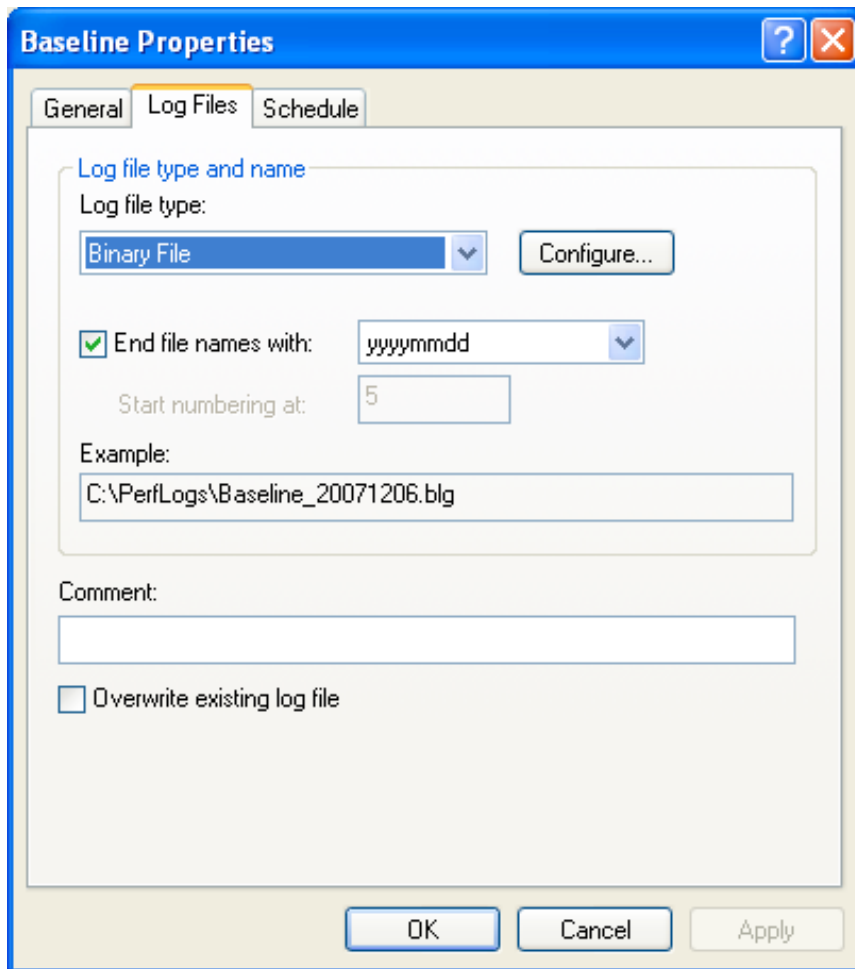 Baseline Properties
?
General Log Files Schedule
Log file type and name
Log file type:
Binary File Configure...
End file names with: yyyymmdd
Start numbering at: 5
Example:
C:\PerfLogs\Baseline_20071206.blg
Comment:
Overwrite existing log file
OK Cancel Apply